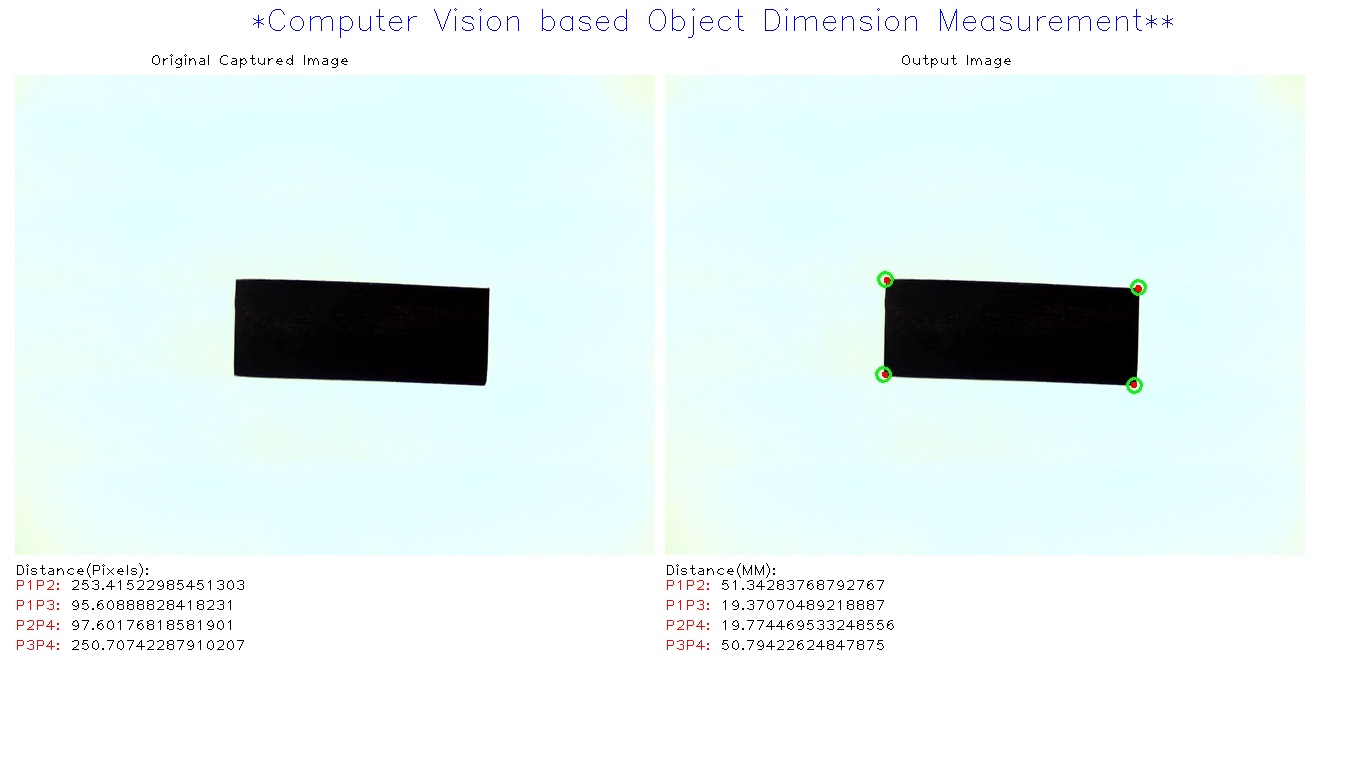 *Computer Vision based Object Dimension Measurement**
Original Captured Image
Output Image
Distance(Pixels):
P1P2: 253.41522985451303
P1P3: 95.60888828418231
P2P4: 97.60176818581901
P3P4: 250.70742287910207
Distance(MM):
P1P2: 51.34283768792767
P1P3: 19.37070489218887
P2P4: 19.774469533248556
P3P4: 50.79422624847875